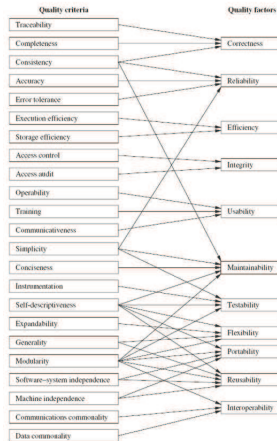 Quality criteria
Quality factors
Traceability
Completeness
Correctness
Consistency
Accuracy
Reliability
Error tolerance
Execution efficiency
Efficiency
Storage efficiency
Access control
Integrity
Access audit
Operability
Training
Usability
Communicativeness
Simplicity
Conciseness
Maintainability
Instrumentation
Testability
Self-descriptiveness
Expandability
Flexibility
Generality
Portability
Modularity
Software–system independence
Reusability
Machine independence
Communications commonality
Interoperability
Data commonality